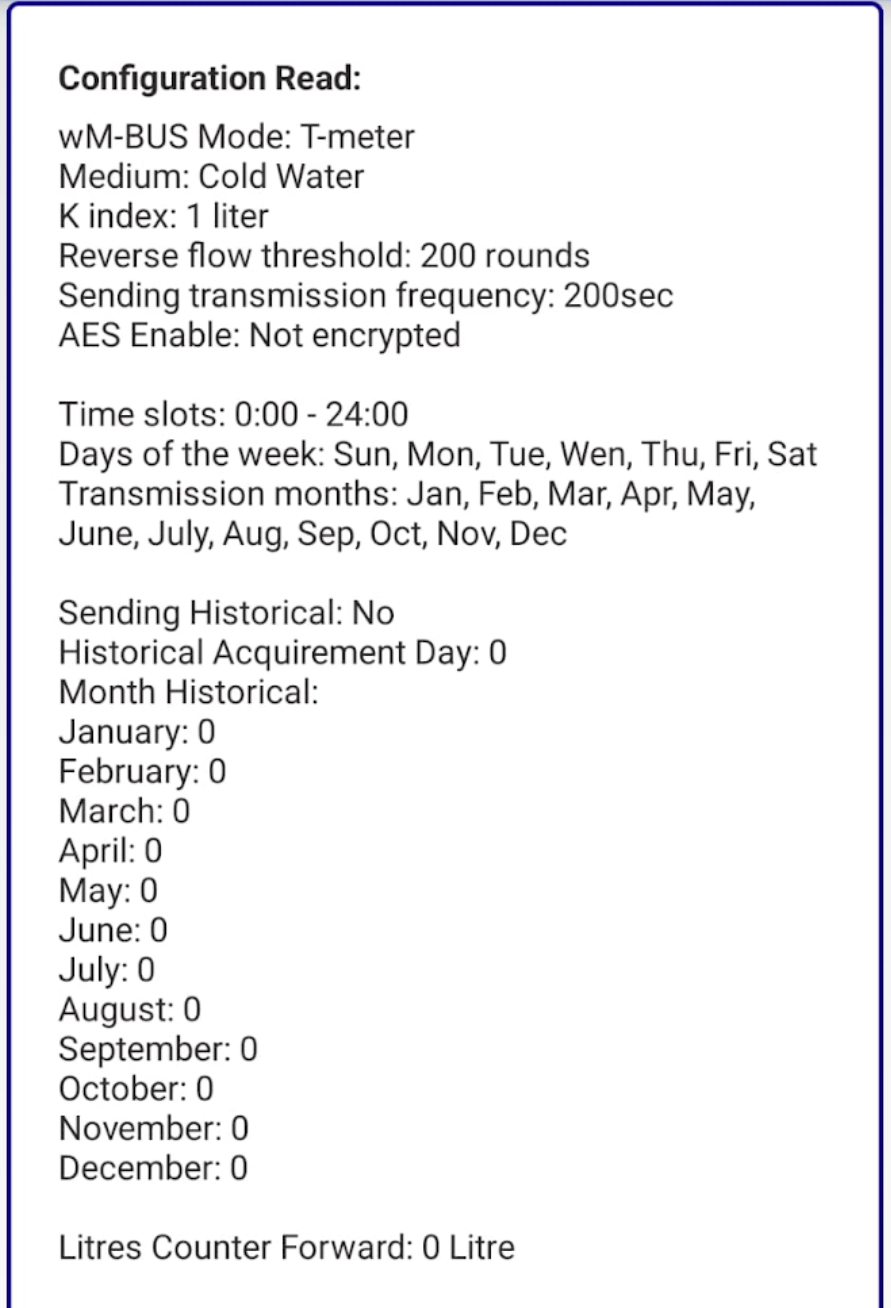 Configuration Read:
wM-BUS Mode: T-meter
Medium: Cold Water
K index: 1 liter
Reverse flow threshold: 200 rounds
Sending transmission frequency: 200sec
AES Enable: Not encrypted
Time slots: 0:00 - 24:00
Days of the week: Sun, Mon, Tue, Wen, Thu, Fri, Sat
Transmission months: Jan, Feb, Mar, Apr, May,
June, July, Aug, Sep, Oct, Nov, Dec
Sending Historical: No
Historical Acquirement Day: 0
Month Historical:
January: 0
February: 0
March: 0
April: 0
May: 0
June: 0
July: 0
August: 0
September: 0
October: 0
November: 0
December: 0
Litres Counter Forward: 0 Litre